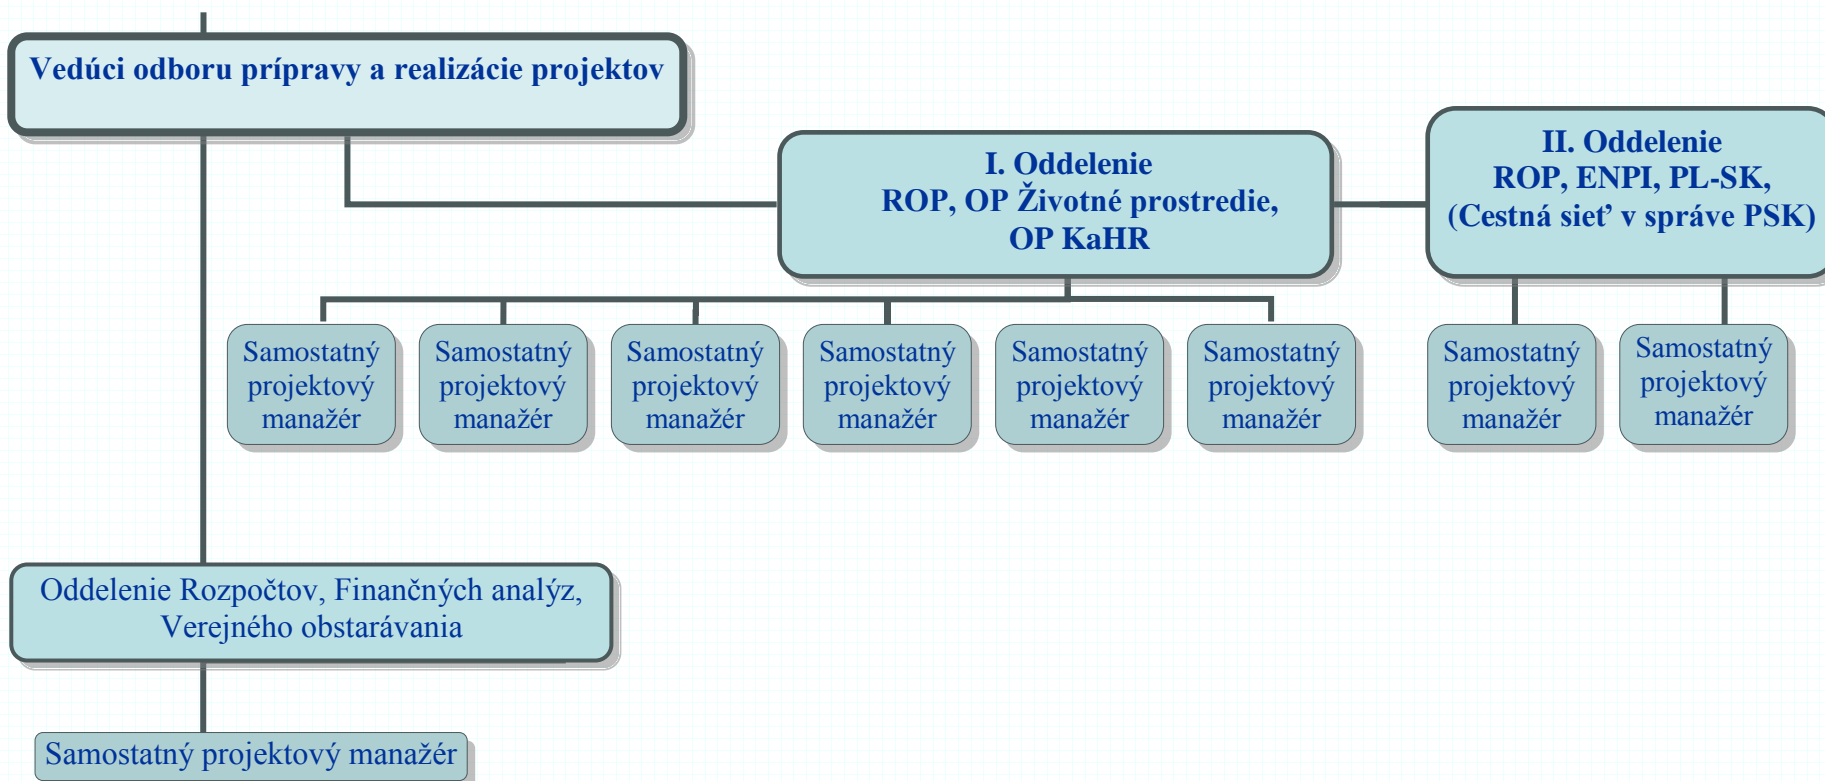 Vedúci odboru prípravy a realizácie projektov
I. Oddelenie
ROP, OP Životné prostredie,
OP KaHR
II. Oddelenie
ROP, ENPI, PL-SK,
(Cestná sieť v správe PSK)
Samostatný
projektový
manažér
Samostatný
projektový
manažér
Samostatný
projektový
manažér
Samostatný
projektový
manažér
Samostatný
projektový
manažér
Samostatný
projektový
manažér
Samostatný
projektový
manažér
Samostatný
projektový
manažér
Oddelenie Rozpočtov, Finančných analýz,
Verejného obstarávania
Samostatný projektový manažér